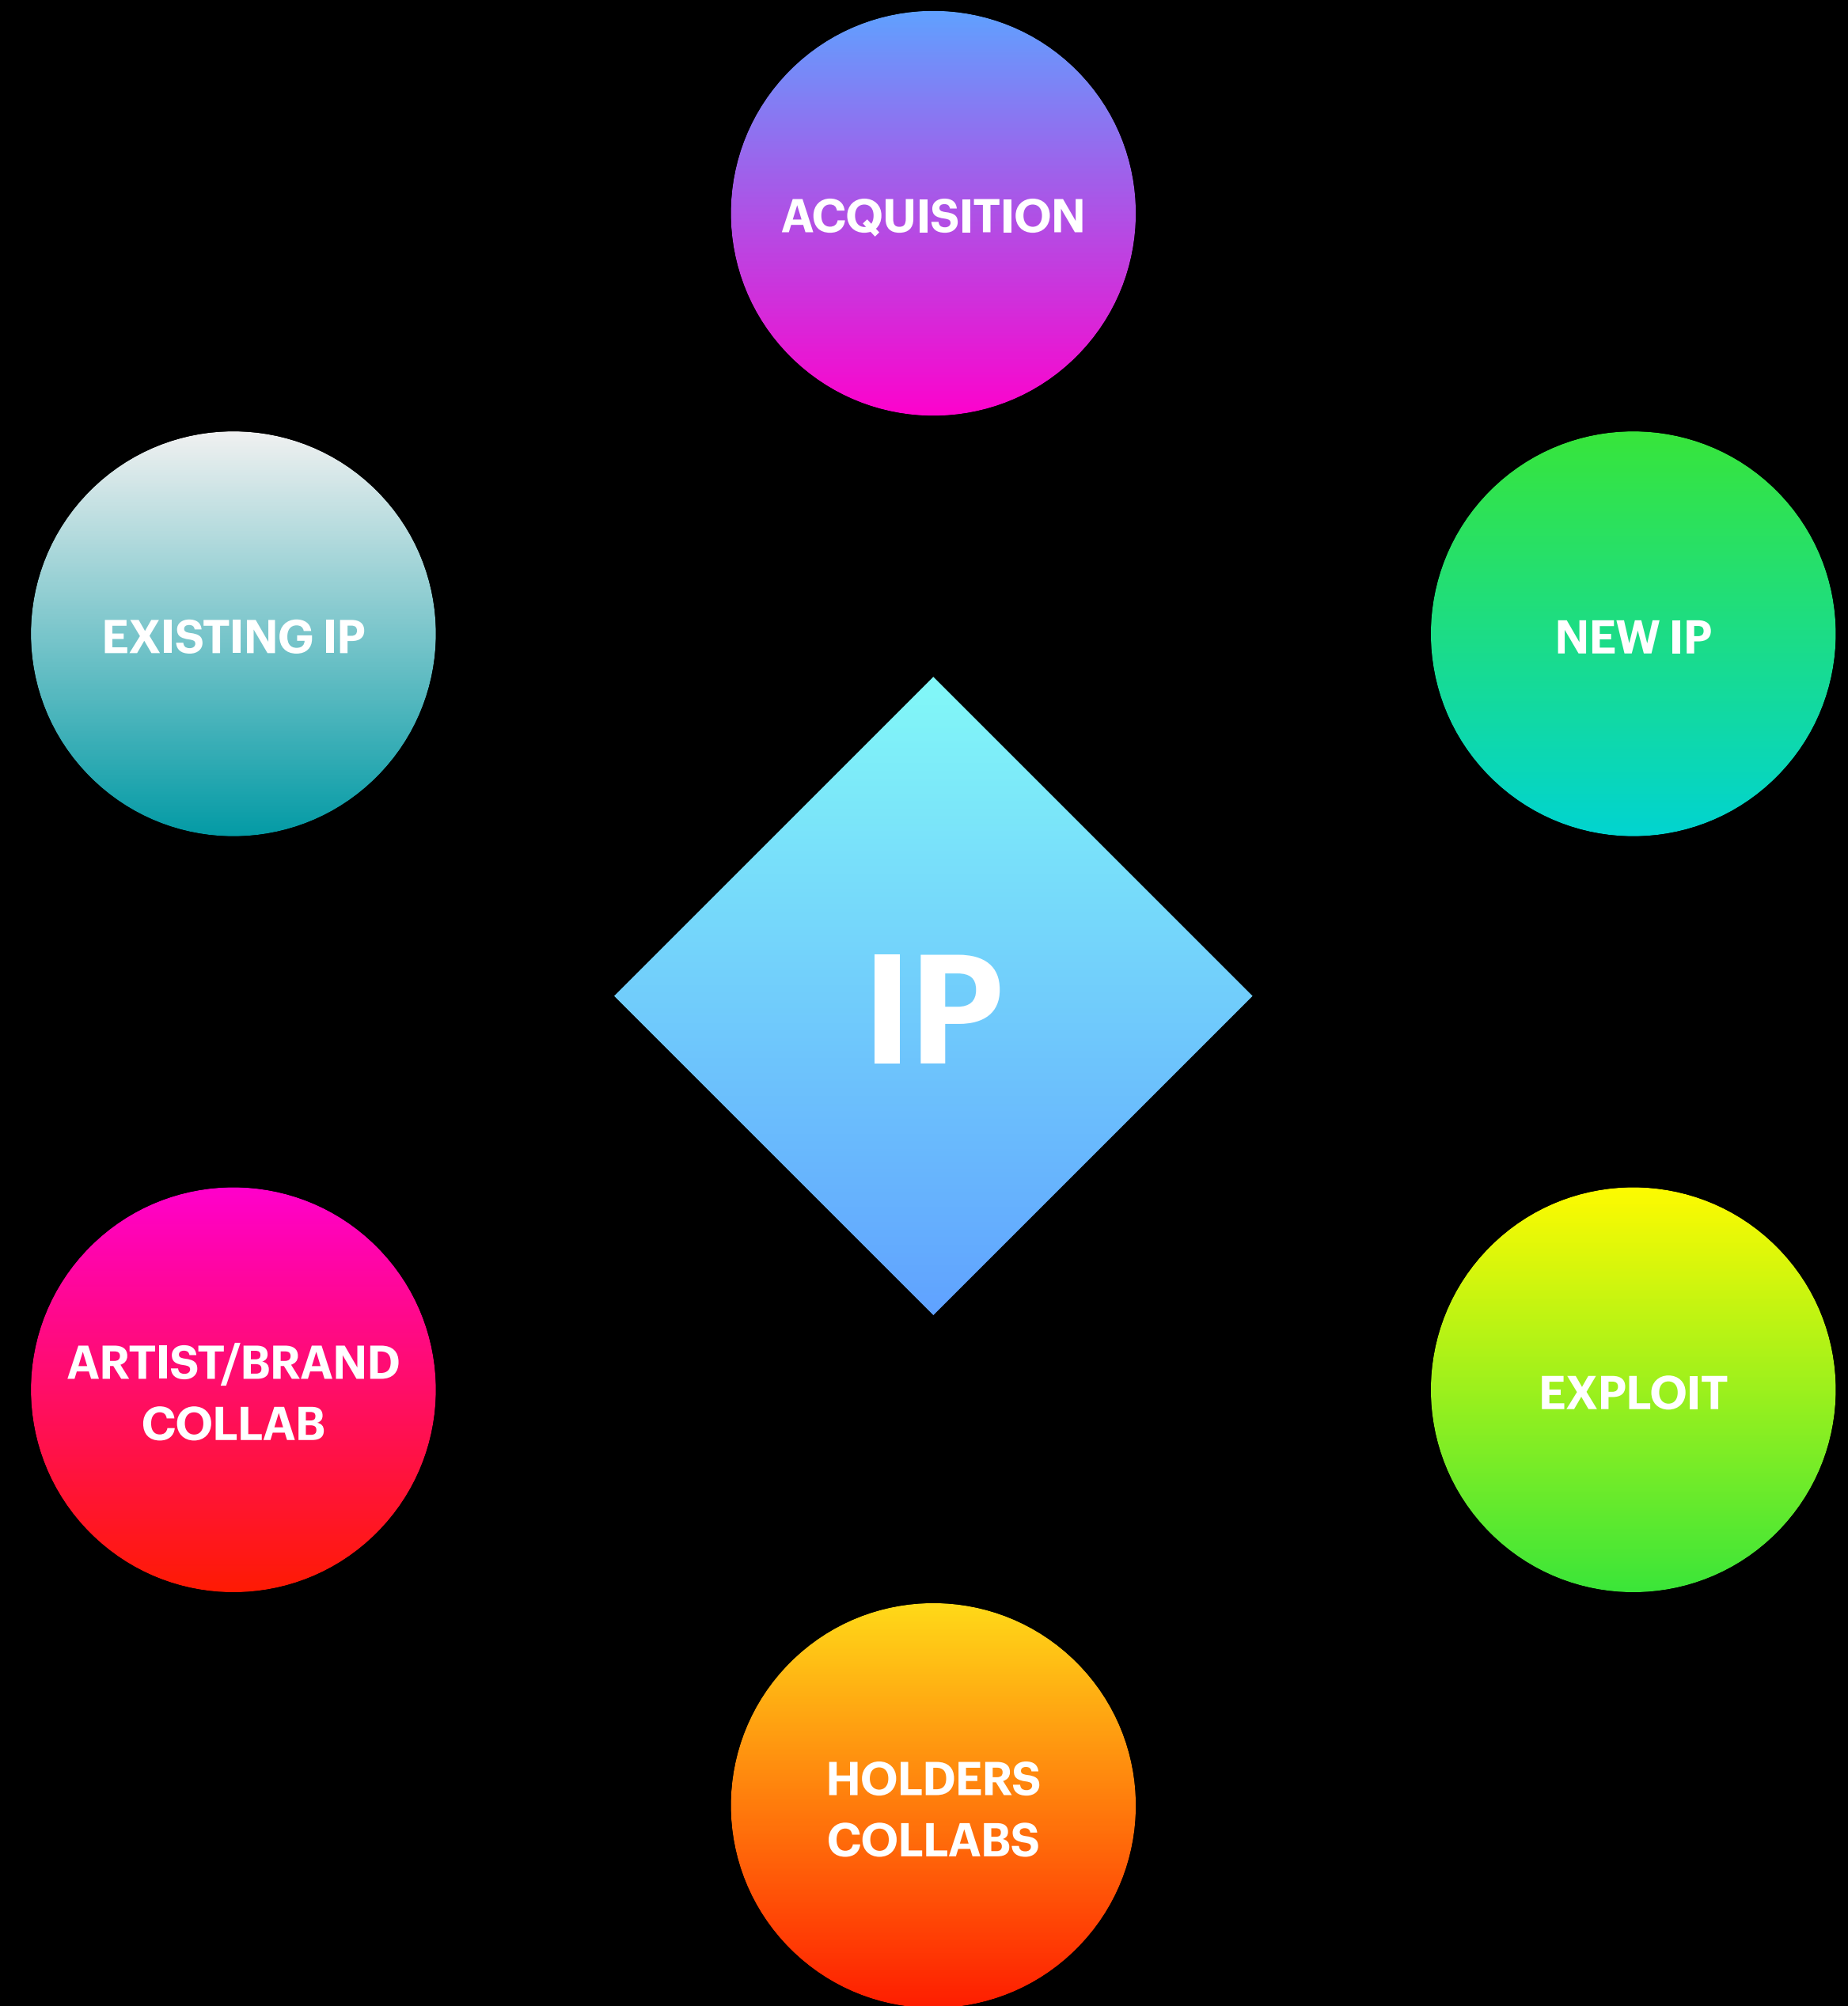 ACQUISITION
EXISTING IP
NEW IP
IP
ARTIST/BRAND
COLLAB
EXPLOIT
HOLDERS
COLLABS